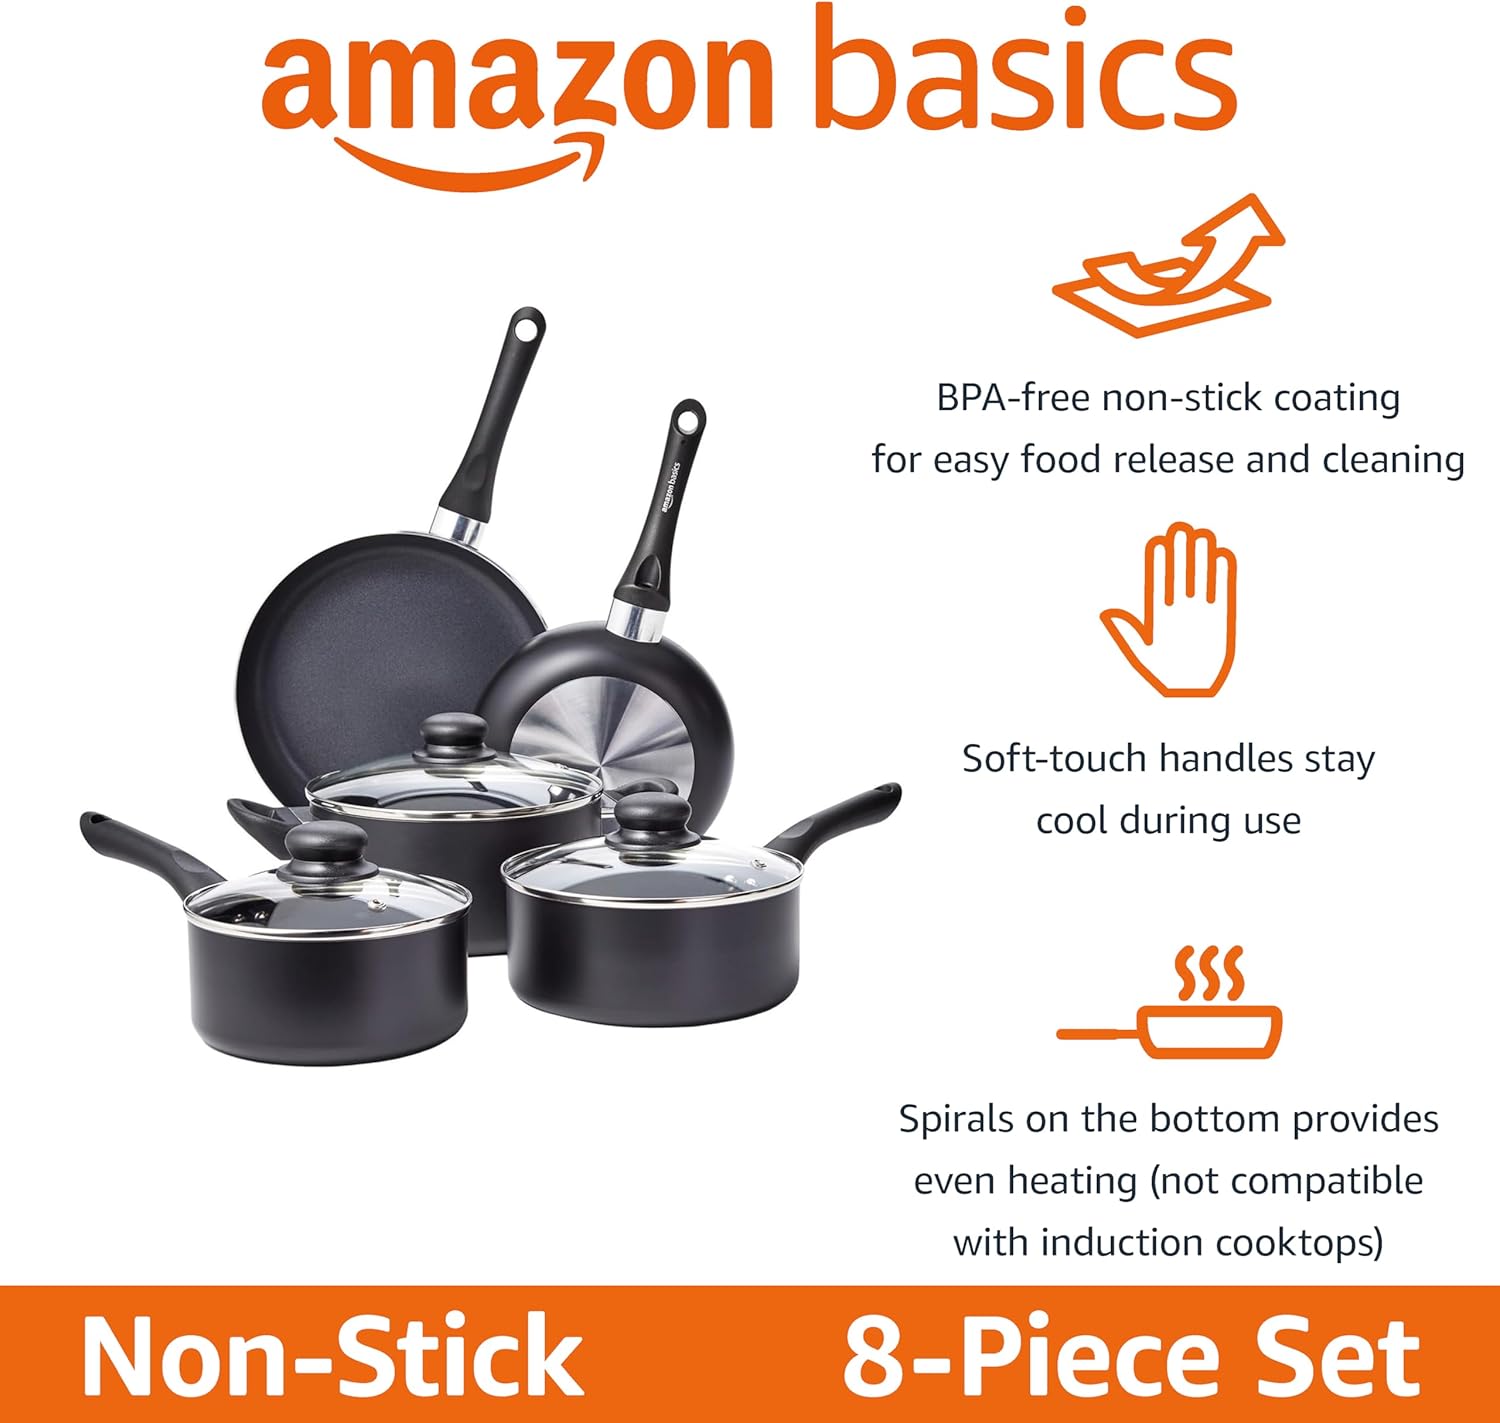 amazon basics
amazon basics
BPA-free non-stick coating
for easy food release and cleaning
Soft-touch handles stay
cool during use
Spirals on the bottom provides
even heating (not compatible
with induction cooktops)
Non-Stick
8-Piece Set